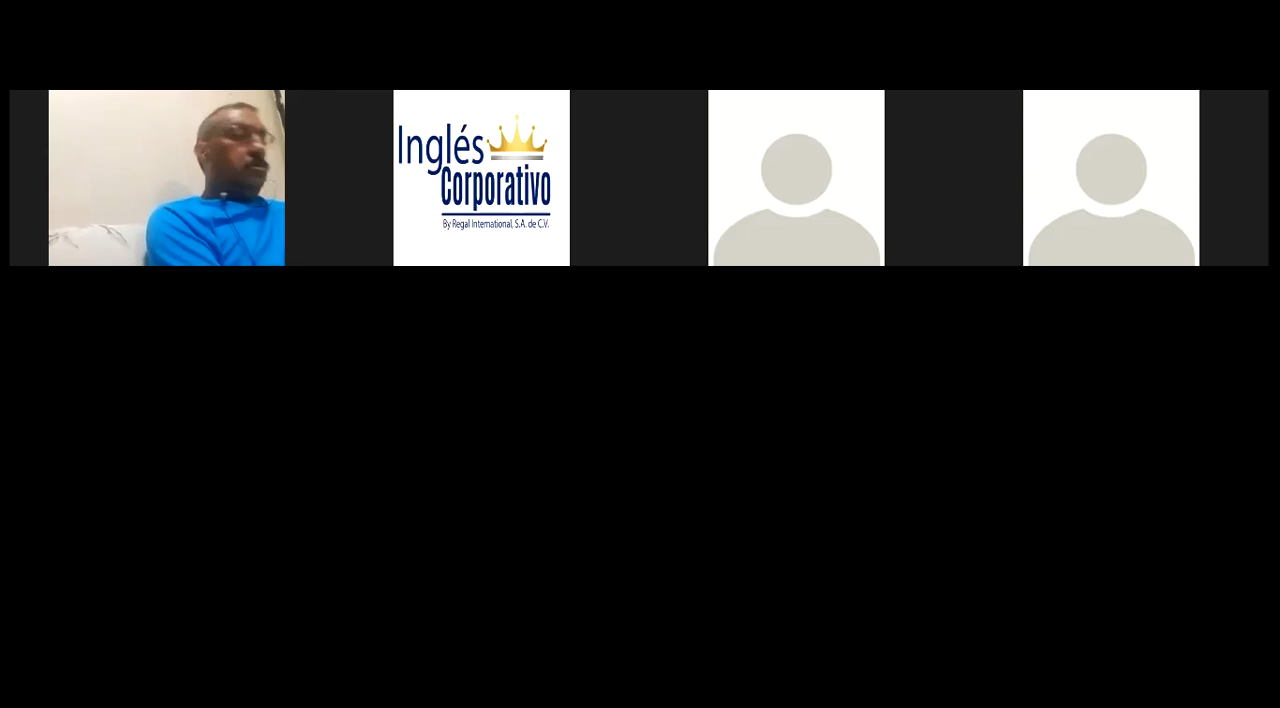 Inglés
Corporativo
By Regal International, S.A. de C.V.